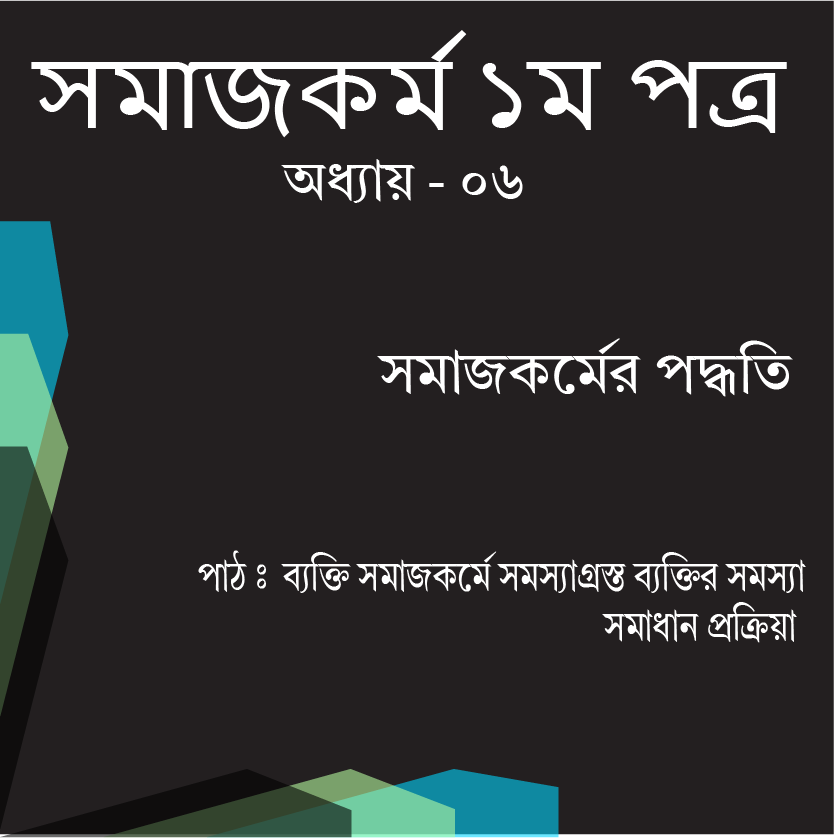 সমাজকর্ম ১ম পত্র
অধ্যায় - ০৬
সমাজকর্মের পদ্ধতি
পাঠ ঃ ব্যক্তি সমাজকর্মে সমস্যাগ্রস্ত ব্যক্তির সমস্যা
সমাধান প্রক্রিয়া